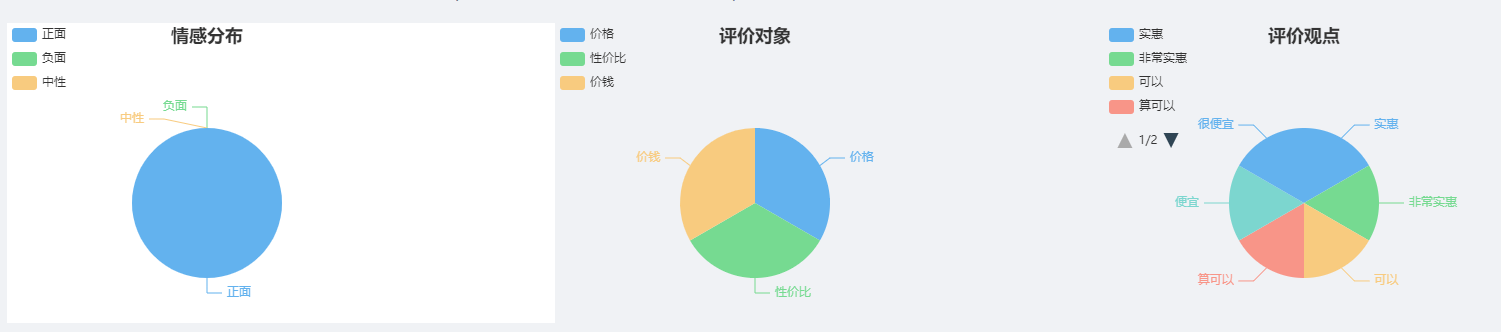 情感分布
正面
负面
中性
负面
中性
正面
评价对象
价格
性价比
价钱
价钱
价格
性价比
评价观点
实惠
非常实惠
可以
算可以
1/2
很便宜
实惠
便宜
非常实惠
算可以
可以